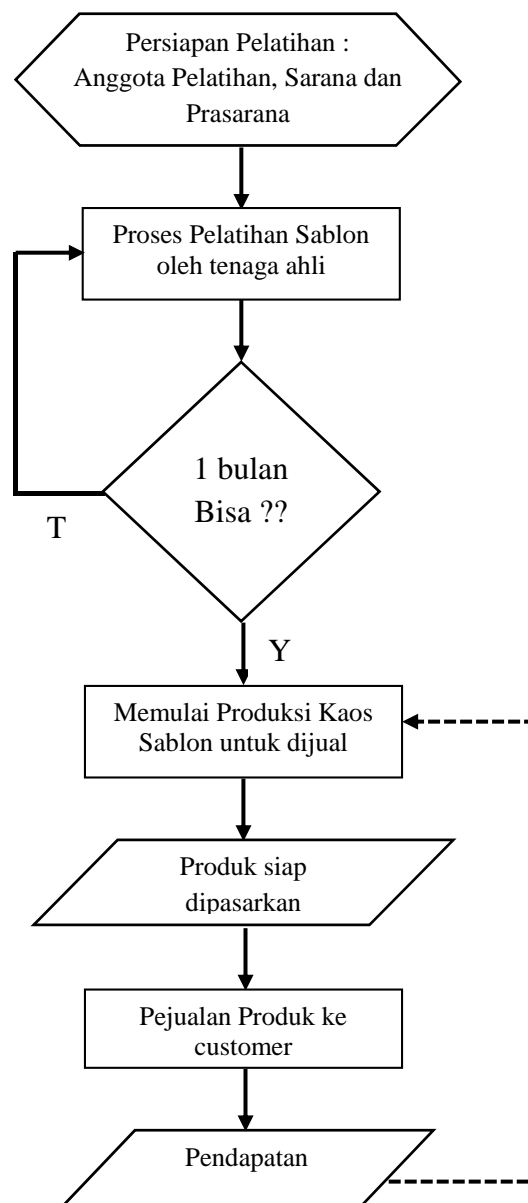 Persiapan Pelatihan :
Anggota Pelatihan, Sarana dan
Prasarana
Proses Pelatihan Sablon
oleh tenaga ahli
1 bulan
Bisa ??
T
Y
Memulai Produksi Kaos
Sablon untuk dijual
Produk siap
dipasarkan
Pejualan Produk ke
customer
Pendapatan